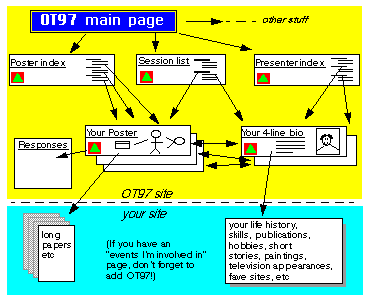 OT97 main page
other stuff
Poster index
Session list
Presenter index
Responses
Your Poster
Your 4-line bio
OT97 site
your site
long
papers
etc
(If you have an
"events I'm involved in"
page, don't forget to
add OT97!)
your life history,
skills, publications,
hobbies, short
stories, paintings,
television appearances,
fave sites, etc